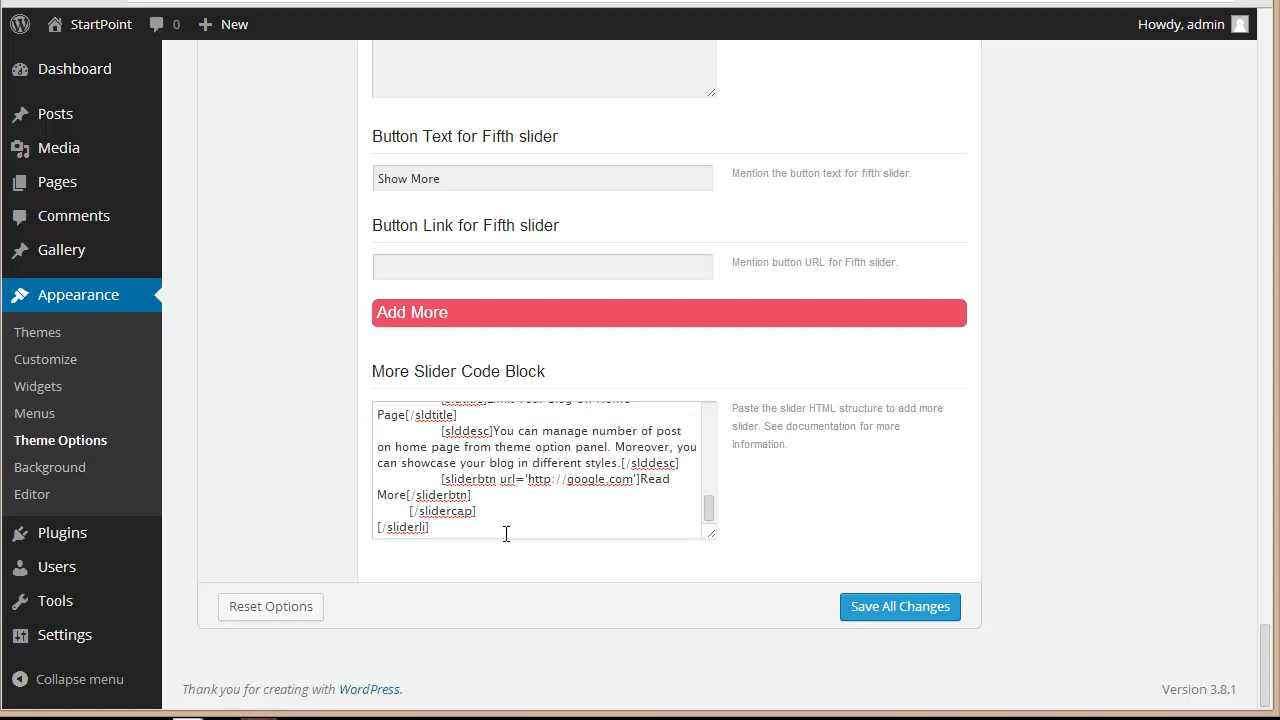 StartPoint 0 New Howdy, admin
Dashboard
Posts
Media
Pages
Comments
Gallery
Appearance
Themes
Customize
Widgets
Menus
Theme Options
Background
Editor
Plugins
Users
Tools
Settings
Collapse menu
Button Text for Fifth slider
Show More
Mention the button text for fifth slider.
Button Link for Fifth slider
Mention button URL for Fifth slider.
Add More
More Slider Code Block
Page[/sldtitle]
[slddesc]You can manage number of post
on home page from theme option panel. Moreover, you
can showcase your blog in different styles.[/slddesc]
[sliderbtn url='http://google.com']Read
More[/sliderbtn]
[/slidercap]
[/sliderli]
Paste the slider HTML structure to add more
slider. See documentation for more
information.
Reset Options
Save All Changes
Thank you for creating with WordPress.
Version 3.8.1